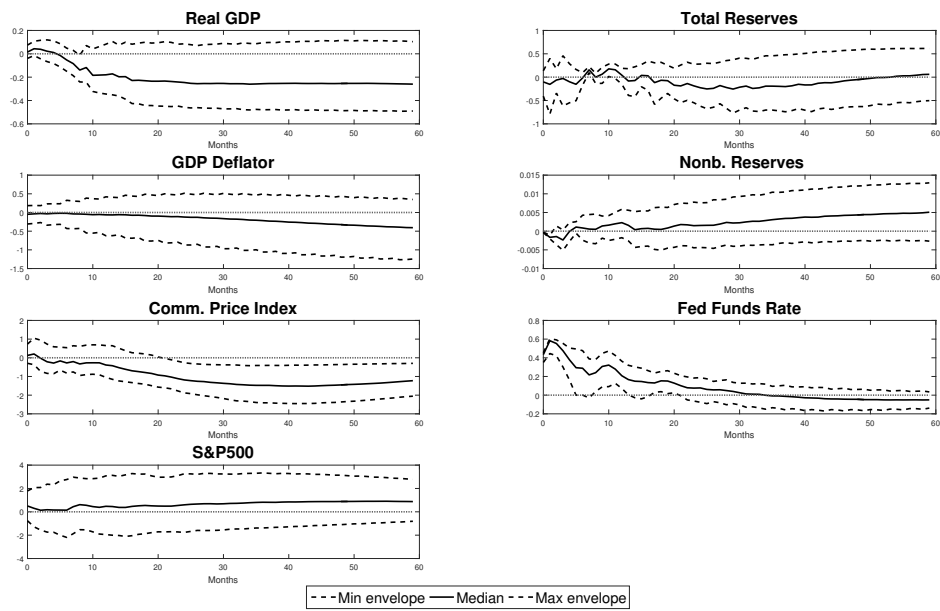 Real GDP
0.2
0
-0.2
-0.4
-0.6
0 10 20 30 40 50 60
Months
Total Reserves
1
0.5
0
-0.5
-1
0 10 20 30 40 50 60
Months
GDP Deflator
1
0.5
0
-0.5
-1
-1.5
0 10 20 30 40 50 60
Months
Nonb. Reserves
0.015
0.01
0.005
0
-0.005
-0.01
0 10 20 30 40 50 60
Months
Comm. Price Index
2
1
0
-1
-2
-3
0 10 20 30 40 50 60
Months
Fed Funds Rate
0.8
0.6
0.4
0.2
0
-0.2
0 10 20 30 40 50 60
Months
S&P500
4
2
0
-2
-4
0 10 20 30 40 50 60
Months
Min envelope Median Max envelope